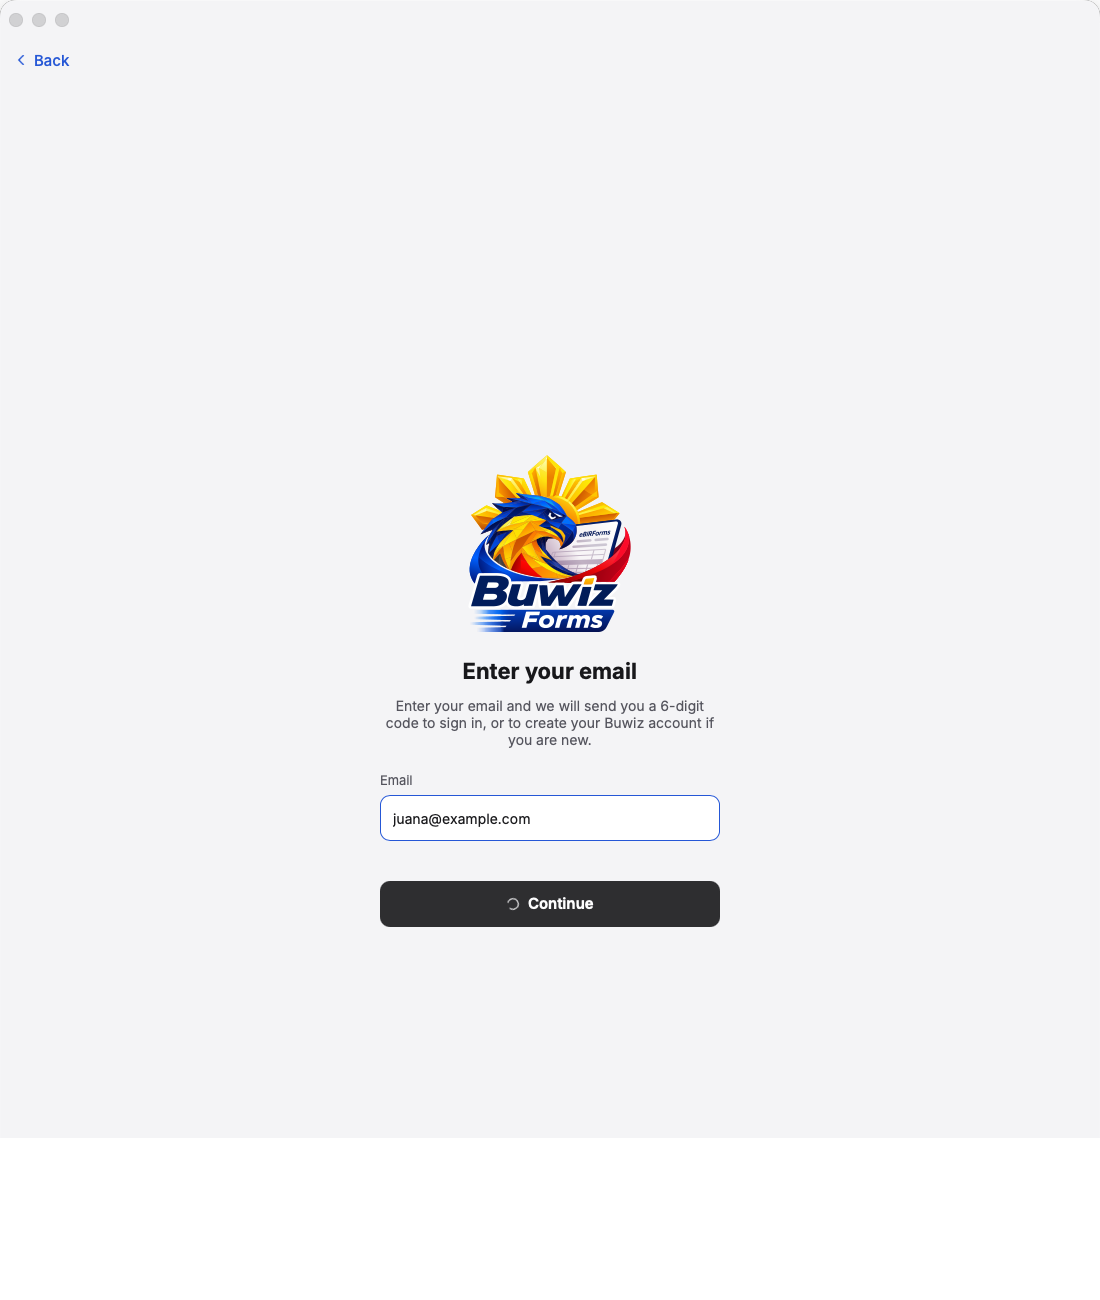 Back
eBIRForms
Buwiz
Forms
Enter your email
Enter your email and we will send you a 6-digit
code to sign in, or to create your Buwiz account if
you are new.
Email
juana@example.com
Continue